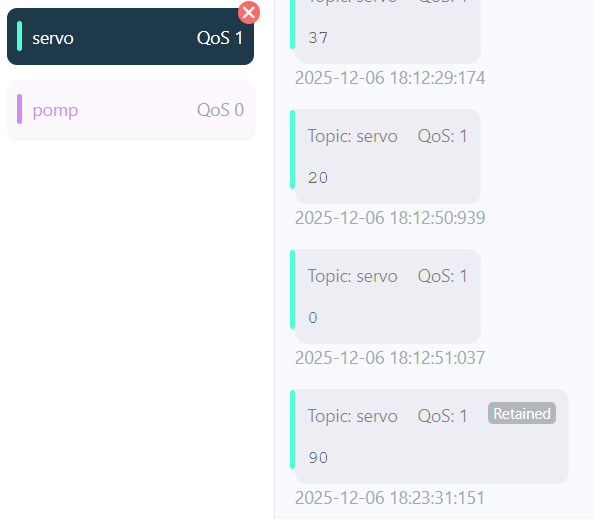 servo QoS 1
pomp QoS 0
Topic: servo QoS: 1
37
2025-12-06 18:12:29:174
Topic: servo QoS: 1
20
2025-12-06 18:12:50:939
Topic: servo QoS: 1
0
2025-12-06 18:12:51:037
Topic: servo QoS: 1 Retained
90
2025-12-06 18:23:31:151